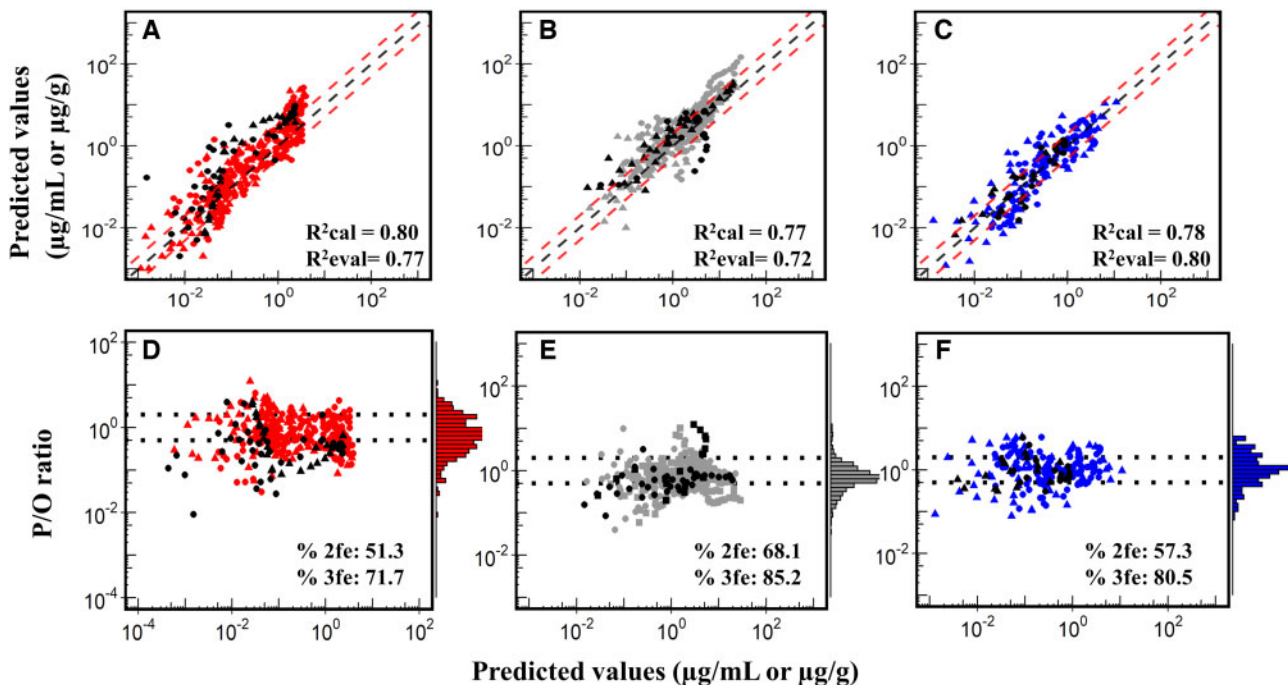 Predicted values
(µg/mL or µg/g)
A
10²
10⁰
10⁻²
R²cal = 0.80
R²eval= 0.77
10⁻² 10⁰ 10²
B
10²
10⁰
10⁻²
R²cal = 0.77
R²eval= 0.72
10⁻² 10⁰ 10²
C
10²
10⁰
10⁻²
R²cal = 0.78
R²eval= 0.80
10⁻² 10⁰ 10²
P/O ratio
D
10²
10⁰
10⁻²
10⁻⁴
% 2fe: 51.3
% 3fe: 71.7
10⁻⁴ 10⁻² 10⁰ 10²
E
10²
10⁰
10⁻²
10⁻⁴
% 2fe: 68.1
% 3fe: 85.2
10⁻² 10⁰ 10²
F
10²
10⁰
10⁻²
10⁻⁴
% 2fe: 57.3
% 3fe: 80.5
10⁻² 10⁰ 10²
Predicted values (µg/mL or µg/g)